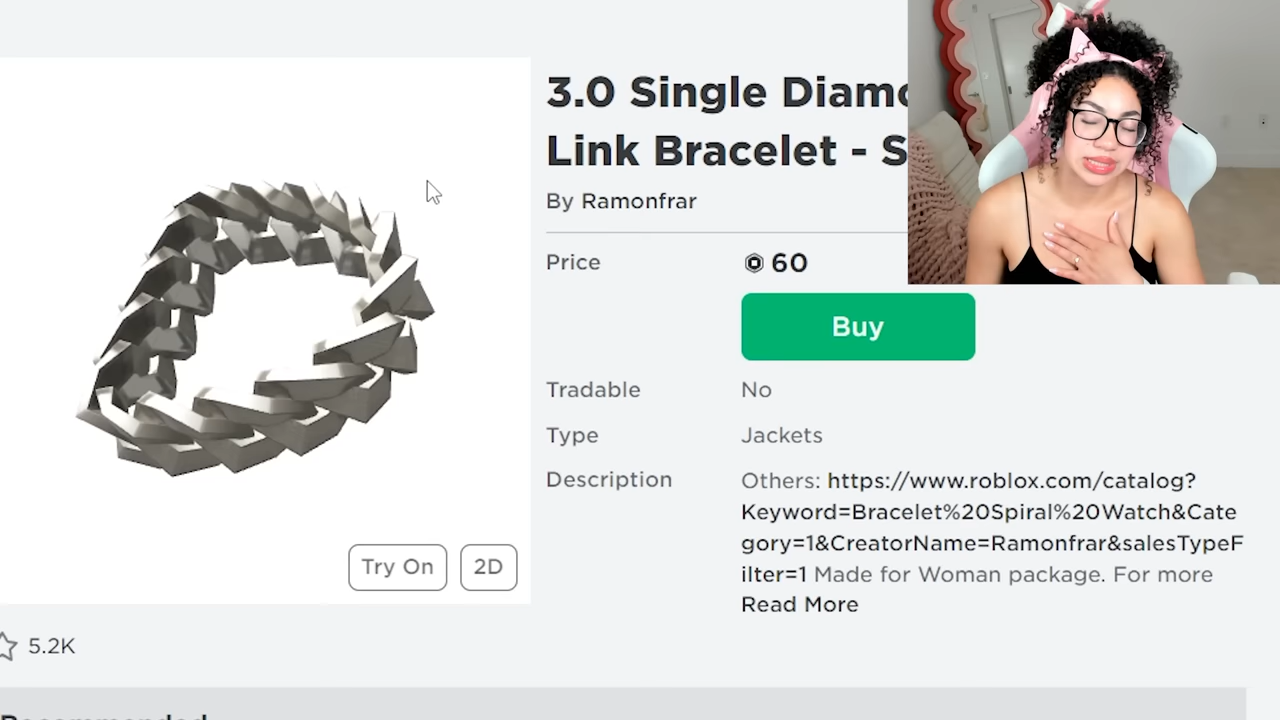 3.0 Single
Link Bracelet -
By Ramonfrar
Price 60
Buy
Tradable No
Type Jackets
Description Others: https://www.roblox.com/catalog?
Keyword=Bracelet%20Spiral%20Watch&Cate
gory=1&CreatorName=Ramonfrar&salesTypeF
ilter=1 Made for Woman package. For more
Read More
Try On 2D
5.2K
Recommended